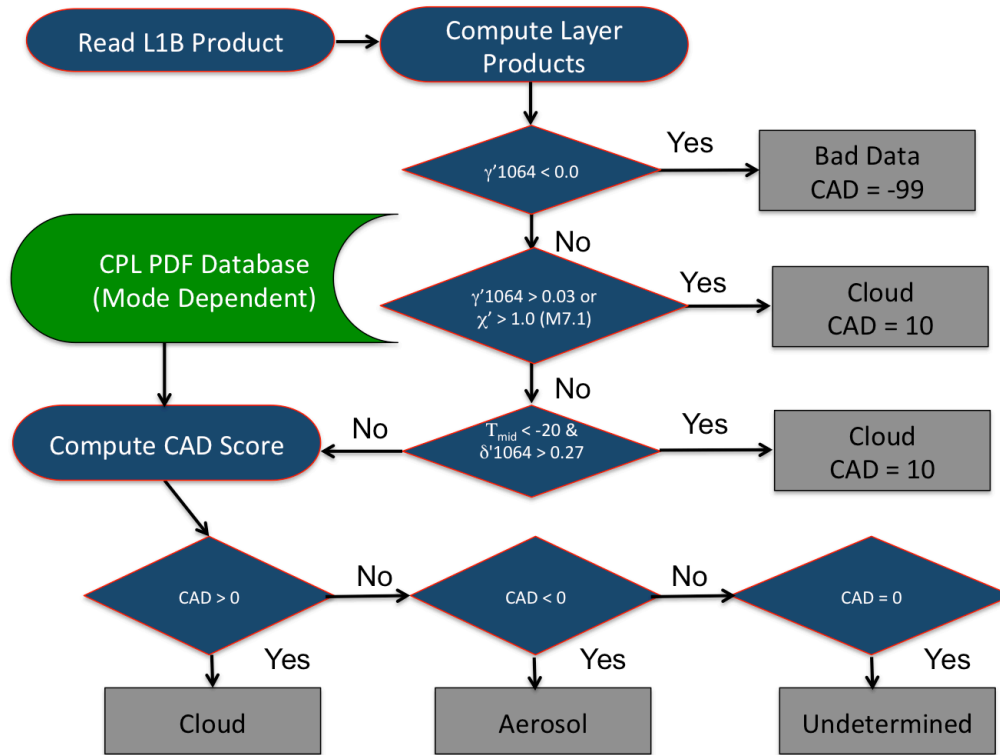 Read L1B Product
Compute Layer
Products
γ'1064 < 0.0
Yes
Bad Data
CAD = -99
No
CPL PDF Database
(Mode Dependent)
γ'1064 > 0.03 or
χ' > 1.0 (M7.1)
Yes
Cloud
CAD = 10
No
Compute CAD Score
No
Tmid < -20 &
δ'1064 > 0.27
Yes
Cloud
CAD = 10
CAD > 0
No
CAD < 0
No
CAD = 0
Yes
Yes
Yes
Cloud
Aerosol
Undetermined